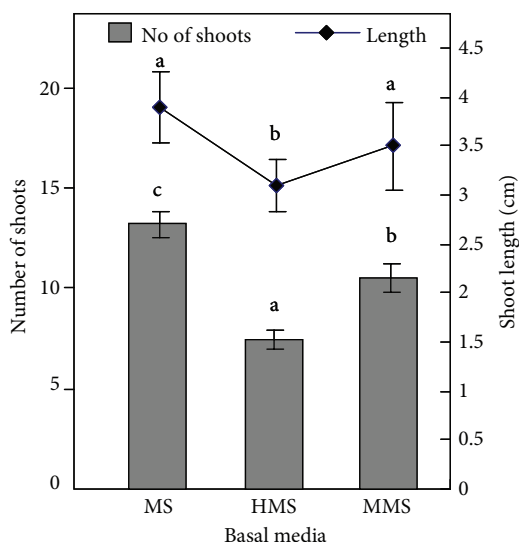 No of shoots Length
a
b
a
c
a
b
20
15
10
5
0
Number of shoots
4.5
4
3.5
3
2.5
2
1.5
1
0.5
0
Shoot length (cm)
MS HMS MMS
Basal media